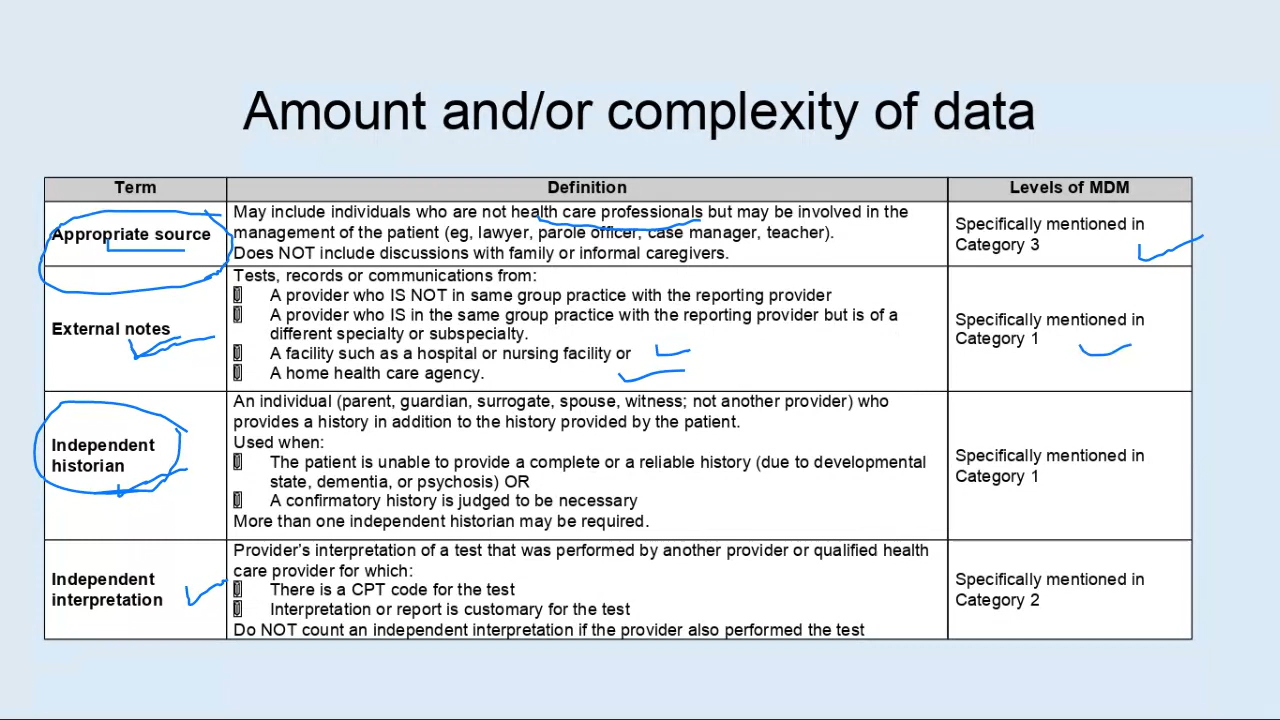 Amount and/or complexity of data
Term Definition Levels of MDM
Appropriate source
May include individuals who are not health care professionals but may be involved in the
management of the patient (eg, lawyer, parole officer, case manager, teacher).
Does NOT include discussions with family or informal caregivers.
Specifically mentioned in
Category 3
External notes
Tests, records or communications from:
A provider who IS NOT in same group practice with the reporting provider
A provider who IS in the same group practice with the reporting provider but is of a
different specialty or subspecialty.
A facility such as a hospital or nursing facility or
A home health care agency.
Specifically mentioned in
Category 1
Independent
historian
An individual (parent, guardian, surrogate, spouse, witness; not another provider) who
provides a history in addition to the history provided by the patient.
Used when:
The patient is unable to provide a complete or a reliable history (due to developmental
state, dementia, or psychosis) OR
A confirmatory history is judged to be necessary
More than one independent historian may be required.
Specifically mentioned in
Category 1
Independent
interpretation
Provider’s interpretation of a test that was performed by another provider or qualified health
care provider for which:
There is a CPT code for the test
Interpretation or report is customary for the test
Do NOT count an independent interpretation if the provider also performed the test
Specifically mentioned in
Category 2